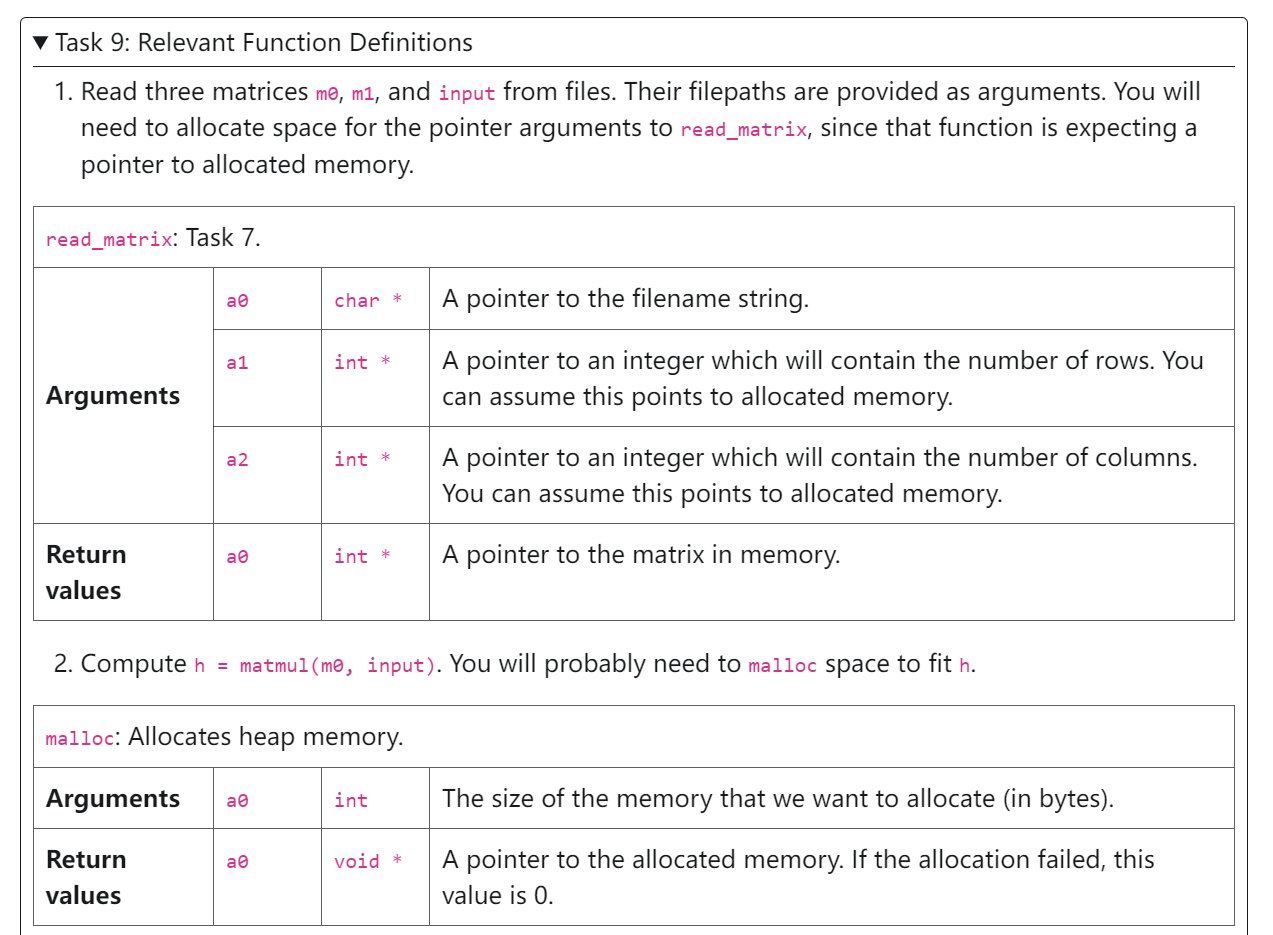 ▼ Task 9: Relevant Function Definitions
1. Read three matrices m0, m1, and input from files. Their filepaths are provided as arguments. You will
need to allocate space for the pointer arguments to read_matrix, since that function is expecting a
pointer to allocated memory.
read_matrix: Task 7.
Arguments
a0 char * A pointer to the filename string.
a1 int * A pointer to an integer which will contain the number of rows. You
can assume this points to allocated memory.
a2 int * A pointer to an integer which will contain the number of columns.
You can assume this points to allocated memory.
Return
values
a0 int * A pointer to the matrix in memory.
2. Compute h = matmul(m0, input). You will probably need to malloc space to fit h.
malloc: Allocates heap memory.
Arguments a0 int The size of the memory that we want to allocate (in bytes).
Return
values
a0 void * A pointer to the allocated memory. If the allocation failed, this
value is 0.